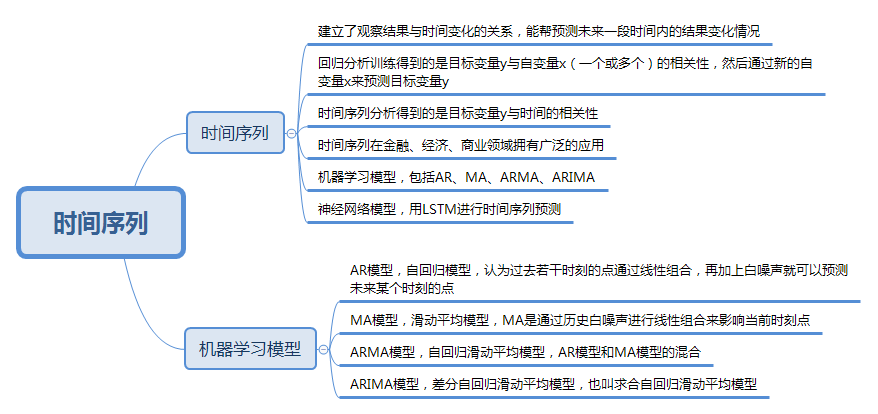 时间序列
时间序列
建立了观察结果与时间变化的关系，能帮预测未来一段时间内的结果变化情况
回归分析训练得到的是目标变量y与自变量x（一个或多个）的相关性，然后通过新的自
变量x来预测目标变量y
时间序列分析得到的是目标变量y与时间的相关性
时间序列在金融、经济、商业领域拥有广泛的应用
机器学习模型，包括AR、MA、ARMA、ARIMA
神经网络模型，用LSTM进行时间序列预测
机器学习模型
AR模型，自回归模型，认为过去若干时刻的点通过线性组合，再加上白噪声就可以预测
未来某个时刻的点
MA模型，滑动平均模型，MA是通过历史白噪声进行线性组合来影响当前时刻点
ARMA模型，自回归滑动平均模型，AR模型和MA模型的混合
ARIMA模型，差分自回归滑动平均模型，也叫求合自回归滑动平均模型